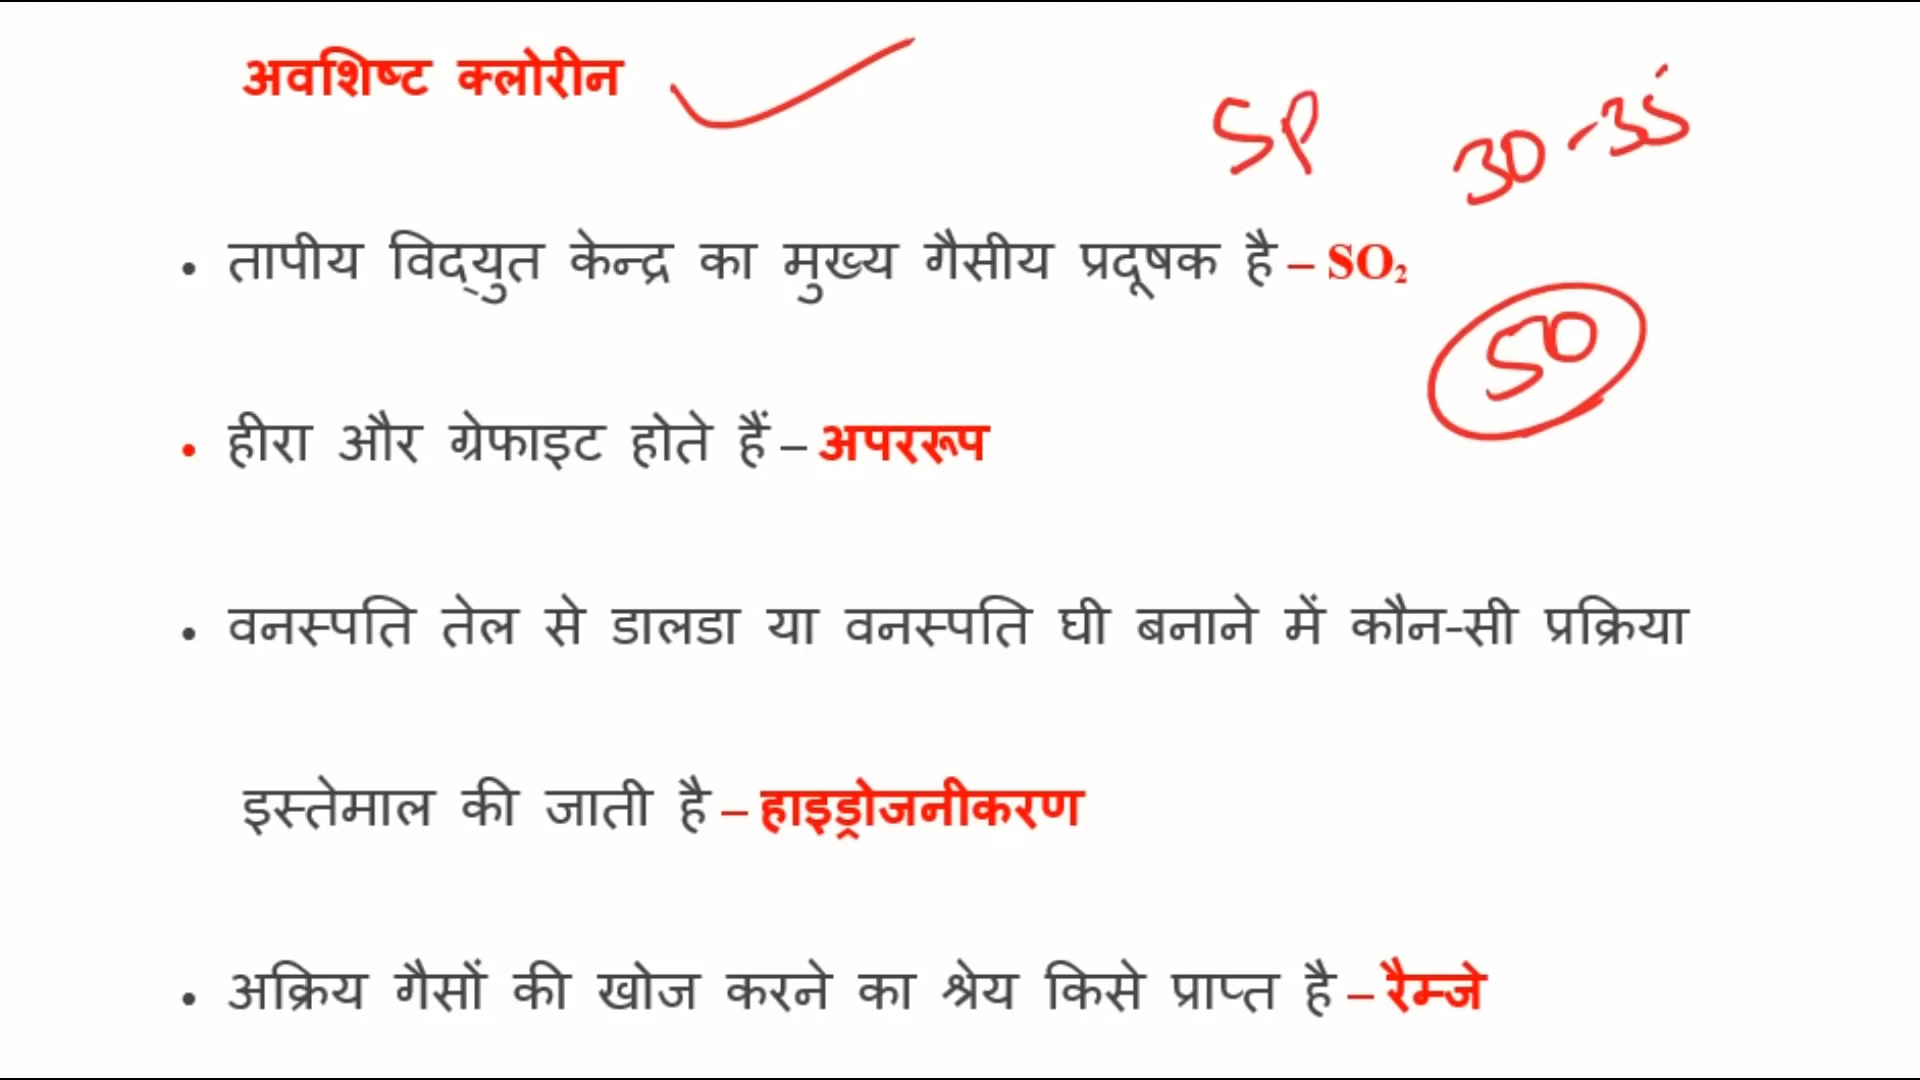 अवशिष्ट क्लोरीन
SP
30-35
• तापीय विद्युत केन्द्र का मुख्य गैसीय प्रदूषक है – SO₂
50
• हीरा और ग्रेफाइट होते हैं – अपररूप
• वनस्पति तेल से डालडा या वनस्पति घी बनाने में कौन-सी प्रक्रिया
इस्तेमाल की जाती है – हाइड्रोजनीकरण
• अक्रिय गैसों की खोज करने का श्रेय किसे प्राप्त है – रैम्जे